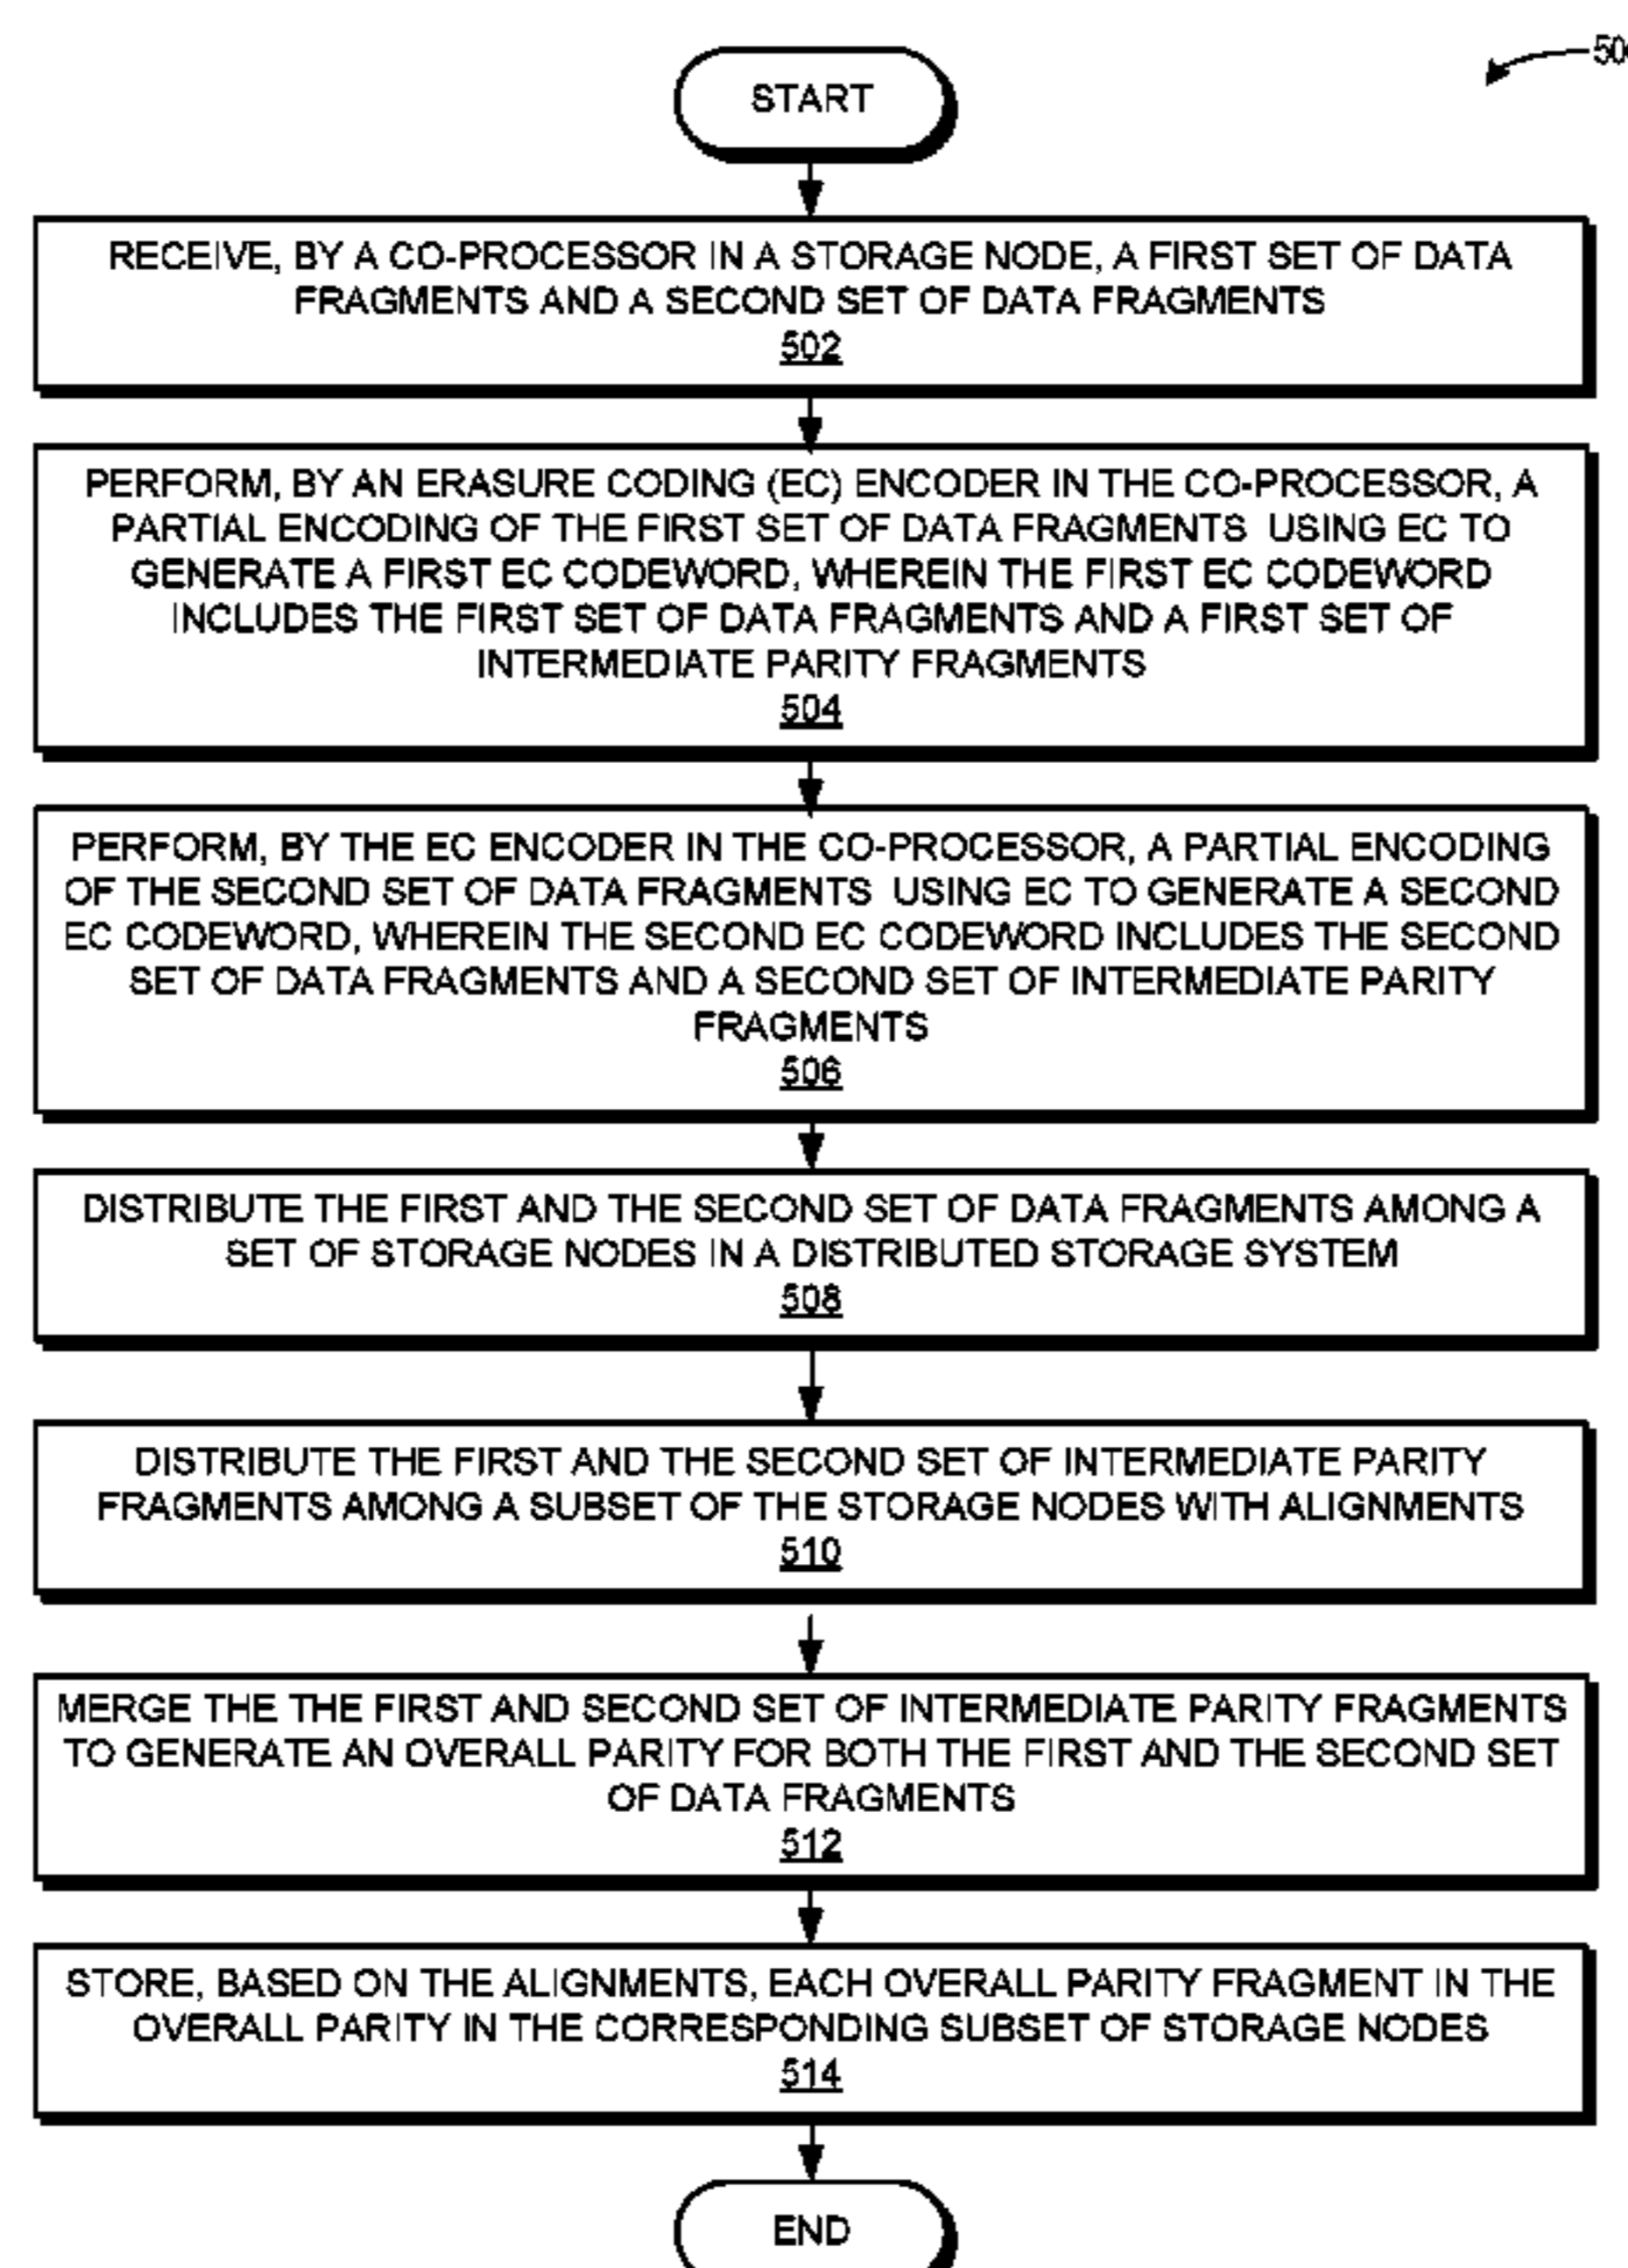 START
RECEIVE, BY A CO-PROCESSOR IN A STORAGE NODE, A FIRST SET OF DATA
FRAGMENTS AND A SECOND SET OF DATA FRAGMENTS
502
PERFORM, BY AN ERASURE CODING (EC) ENCODER IN THE CO-PROCESSOR, A
PARTIAL ENCODING OF THE FIRST SET OF DATA FRAGMENTS USING EC TO
GENERATE A FIRST EC CODEWORD, WHEREIN THE FIRST EC CODEWORD
INCLUDES THE FIRST SET OF DATA FRAGMENTS AND A FIRST SET OF
INTERMEDIATE PARITY FRAGMENTS
504
PERFORM, BY THE EC ENCODER IN THE CO-PROCESSOR, A PARTIAL ENCODING
OF THE SECOND SET OF DATA FRAGMENTS USING EC TO GENERATE A SECOND
EC CODEWORD, WHEREIN THE SECOND EC CODEWORD INCLUDES THE SECOND
SET OF DATA FRAGMENTS AND A SECOND SET OF INTERMEDIATE PARITY
FRAGMENTS
506
DISTRIBUTE THE FIRST AND THE SECOND SET OF DATA FRAGMENTS AMONG A
SET OF STORAGE NODES IN A DISTRIBUTED STORAGE SYSTEM
508
DISTRIBUTE THE FIRST AND THE SECOND SET OF INTERMEDIATE PARITY
FRAGMENTS AMONG A SUBSET OF THE STORAGE NODES WITH ALIGNMENTS
510
MERGE THE THE FIRST AND SECOND SET OF INTERMEDIATE PARITY FRAGMENTS
TO GENERATE AN OVERALL PARITY FOR BOTH THE FIRST AND THE SECOND SET
OF DATA FRAGMENTS
512
STORE, BASED ON THE ALIGNMENTS, EACH OVERALL PARITY FRAGMENT IN THE
OVERALL PARITY IN THE CORRESPONDING SUBSET OF STORAGE NODES
514
END